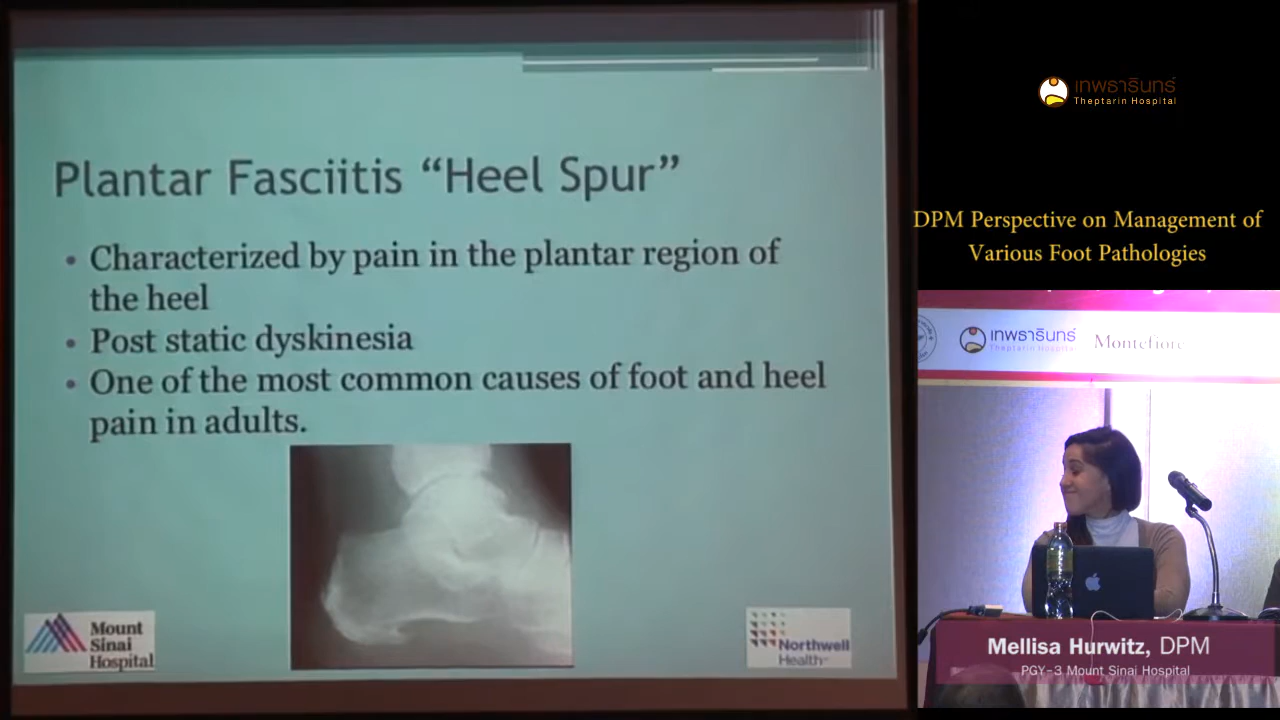 Plantar Fasciitis “Heel Spur”
• Characterized by pain in the plantar region of
the heel
• Post static dyskinesia
• One of the most common causes of foot and heel
pain in adults.
Mount
Sinai
Hospital
Northwell
Health
เทพธารินทร์
Theptarin Hospital
DPM Perspective on Management of
Various Foot Pathologies
เทพธารินทร์
Theptarin Hospital
Montefiore
Mellisa Hurwitz, DPM
PGY-3 Mount Sinai Hospital